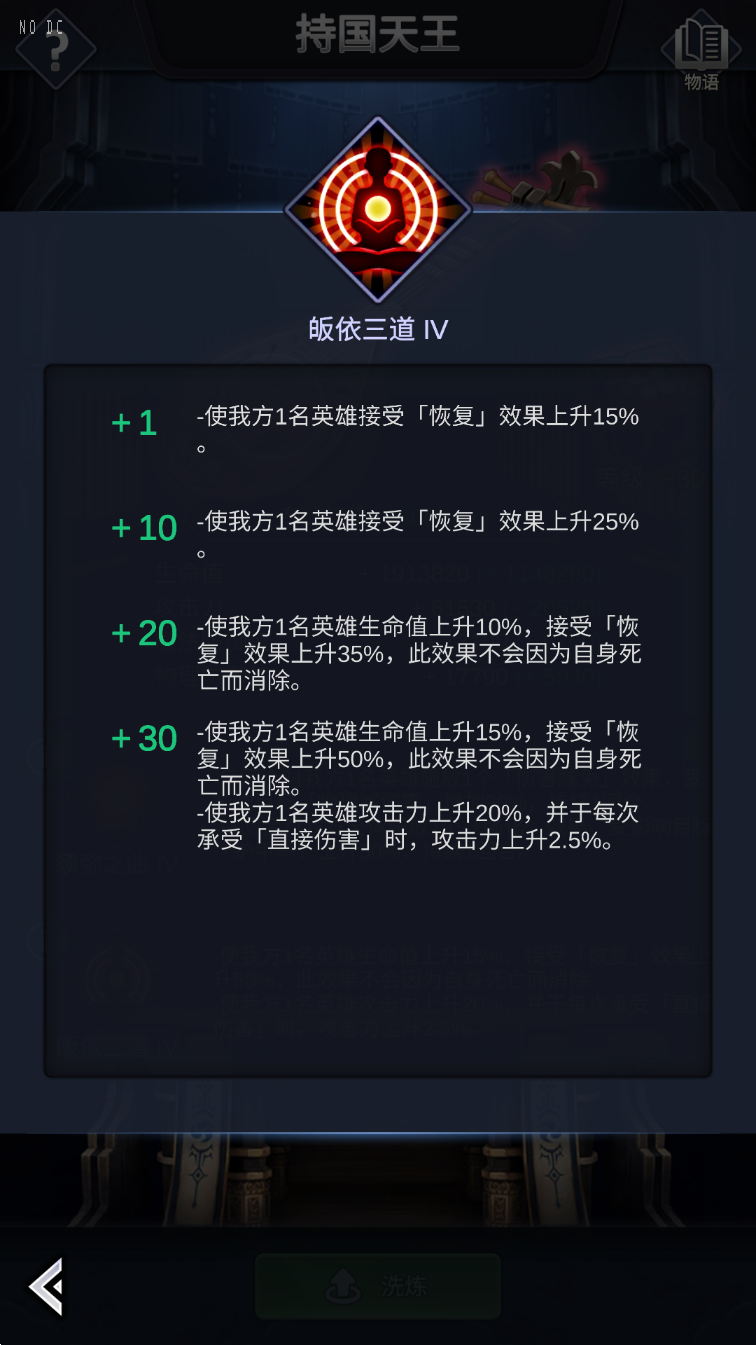 NO DC
持国天王
物语
皈依三道 IV
+1
-使我方1名英雄接受「恢复」效果上升15%
。
+10
-使我方1名英雄接受「恢复」效果上升25%
。
+20
-使我方1名英雄生命值上升10%，接受「恢
复」效果上升35%，此效果不会因为自身死
亡而消除。
+30
-使我方1名英雄生命值上升15%，接受「恢
复」效果上升50%，此效果不会因为自身死
亡而消除。
-使我方1名英雄攻击力上升20%，并于每次
承受「直接伤害」时，攻击力上升2.5%。
洗炼